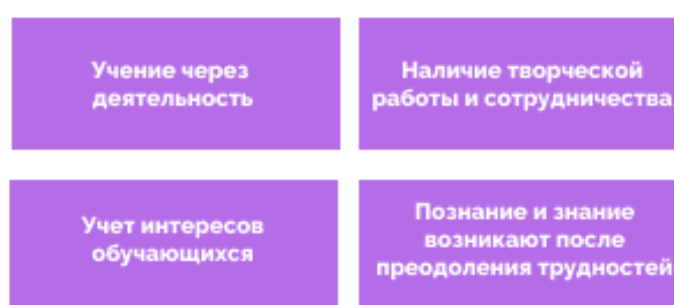 Учение через
деятельность
Наличие творческой
работы и сотрудничества
Учет интересов
обучающихся
Познание и знание
возникают после
преодоления трудностей